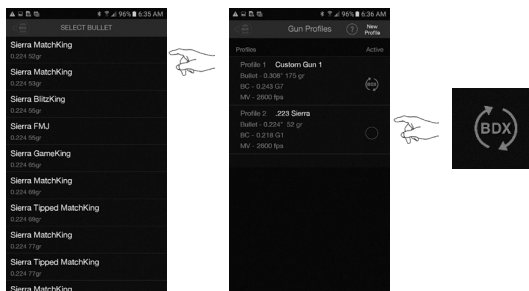 96% 6:35 AM
SELECT BULLET
Sierra MatchKing
0.224 52gr
Sierra MatchKing
0.224 53gr
Sierra BlitzKing
0.224 55gr
Sierra FMJ
0.224 55gr
Sierra GameKing
0.224 65gr
Sierra MatchKing
0.224 69gr
Sierra Tipped MatchKing
0.224 69gr
Sierra MatchKing
0.224 77gr
Sierra Tipped MatchKing
0.224 77gr
Sierra MatchKing
96% 6:36 AM
Gun Profiles ? New Profile
Profiles Active
Profile 1 Custom Gun 1
Bullet - 0.308" 175 gr
BC - 0.243 G7
MV - 2600 fps
BDX
Profile 2 .223 Sierra
Bullet - 0.224" 52 gr
BC - 0.218 G1
MV - 2600 fps
BDX